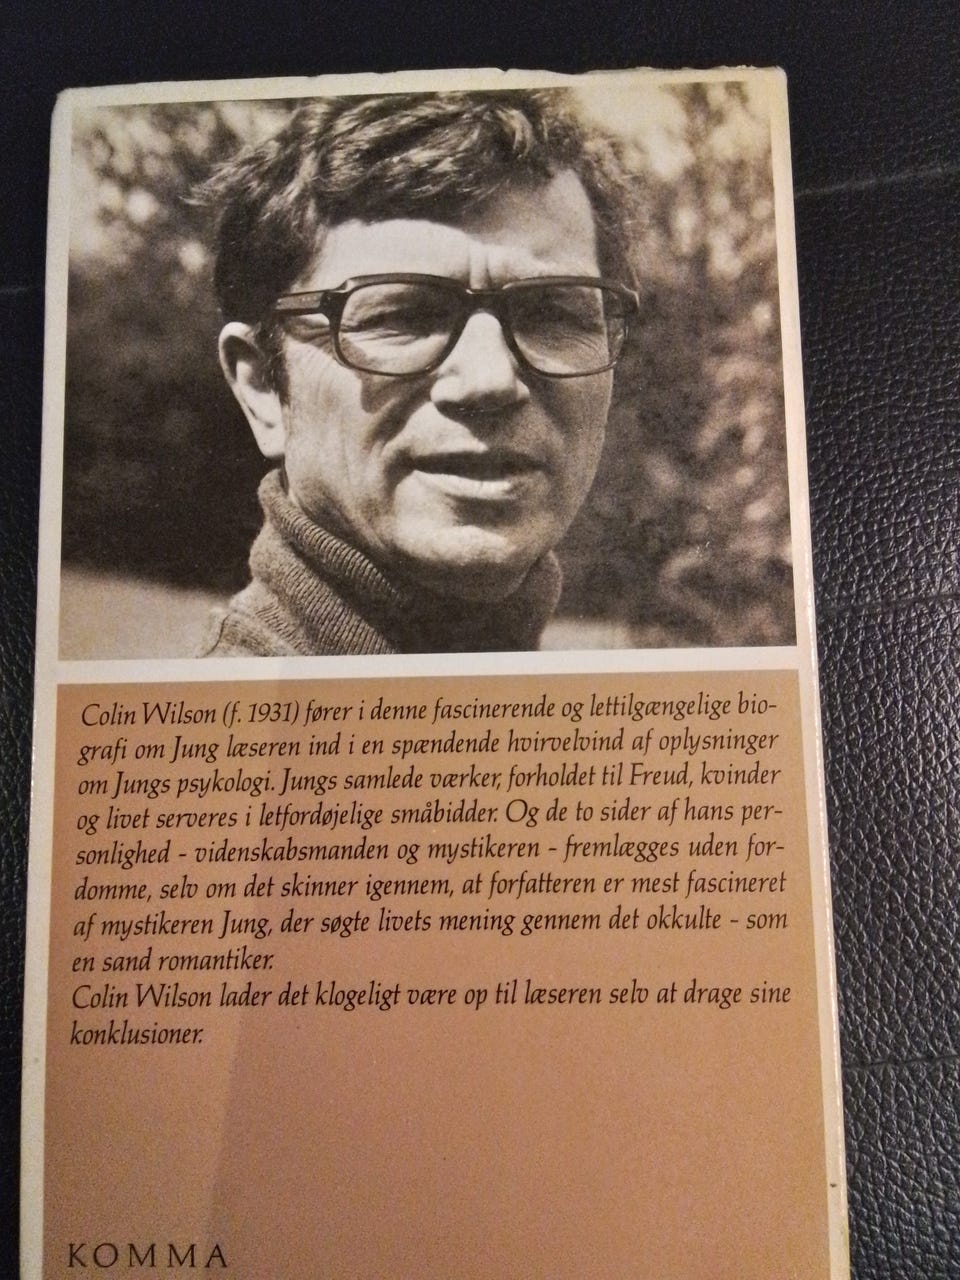 Colin Wilson (f. 1931) fører i denne fascinerende og lettilgængelige bio-
grafi om Jung læseren ind i en spændende hvirvelvind af oplysninger
om Jungs psykologi. Jungs samlede værker, forholdet til Freud, kvinder
og livet serveres i letfordøjelige småbidder. Og de to sider af hans per-
sonlighed - videnskabsmanden og mystikeren - fremlægges uden for-
domme, selv om det skinner igennem, at forfatteren er mest fascineret
af mystikeren Jung, der søgte livets mening gennem det okkulte - som
en sand romantiker.
Colin Wilson lader det klogeligt være op til læseren selv at drage sine
konklusioner.
KOMMA